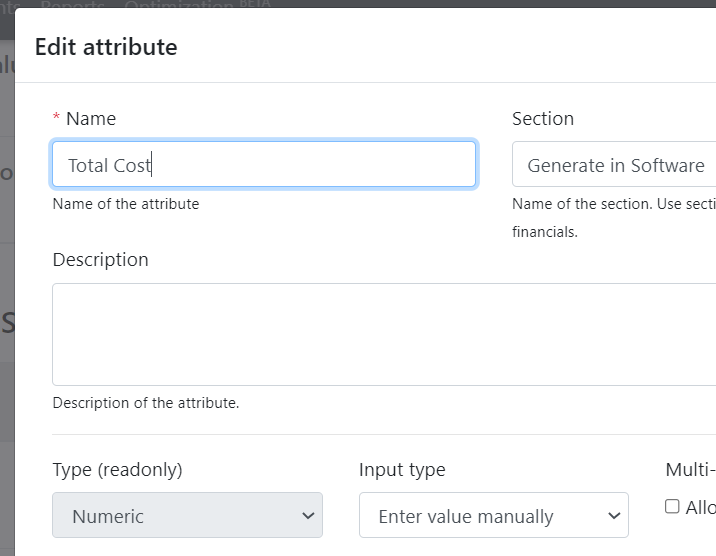 Reports Optimization BETA
Edit attribute
* Name
Section
Total Cost
Generate in Software
Name of the attribute
Name of the section. Use secti
financials.
Description
Description of the attribute.
Type (readonly)
Input type
Multi-
Numeric
Enter value manually
Allo